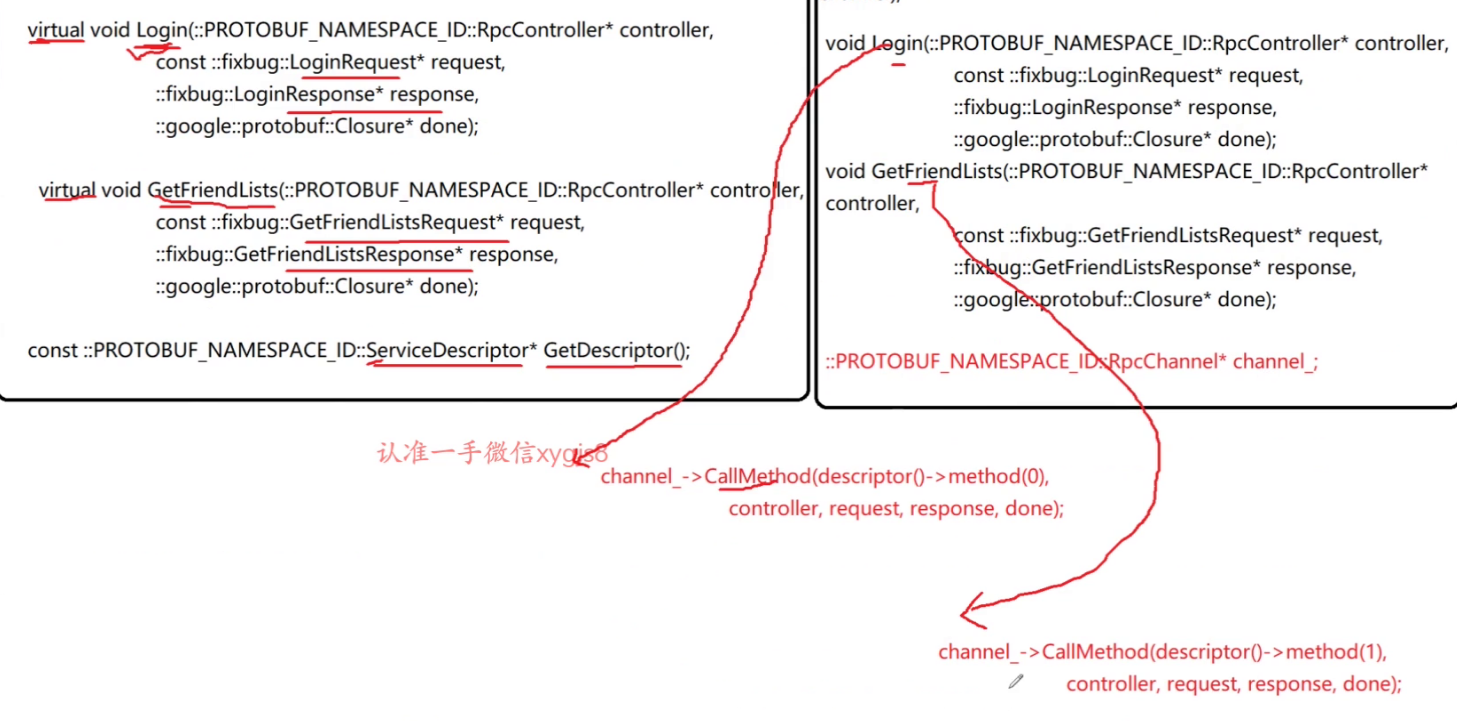 virtual void Login(::PROTOBUF_NAMESPACE_ID::RpcController* controller,
const ::fixbug::LoginRequest* request,
::fixbug::LoginResponse* response,
::google::protobuf::Closure* done);
virtual void GetFriendLists(::PROTOBUF_NAMESPACE_ID::RpcController* controller,
const ::fixbug::GetFriendListsRequest* request,
::fixbug::GetFriendListsResponse* response,
::google::protobuf::Closure* done);
const ::PROTOBUF_NAMESPACE_ID::ServiceDescriptor* GetDescriptor();
void Login(::PROTOBUF_NAMESPACE_ID::RpcController* controller,
const ::fixbug::LoginRequest* request,
::fixbug::LoginResponse* response,
::google::protobuf::Closure* done);
void GetFriendLists(::PROTOBUF_NAMESPACE_ID::RpcController*
controller,
const ::fixbug::GetFriendListsRequest* request,
::fixbug::GetFriendListsResponse* response,
::google::protobuf::Closure* done);
::PROTOBUF_NAMESPACE_ID::RpcChannel* channel_;
认准一手微信xygjs8
channel_->CallMethod(descriptor()->method(0),
controller, request, response, done);
channel_->CallMethod(descriptor()->method(1),
controller, request, response, done);